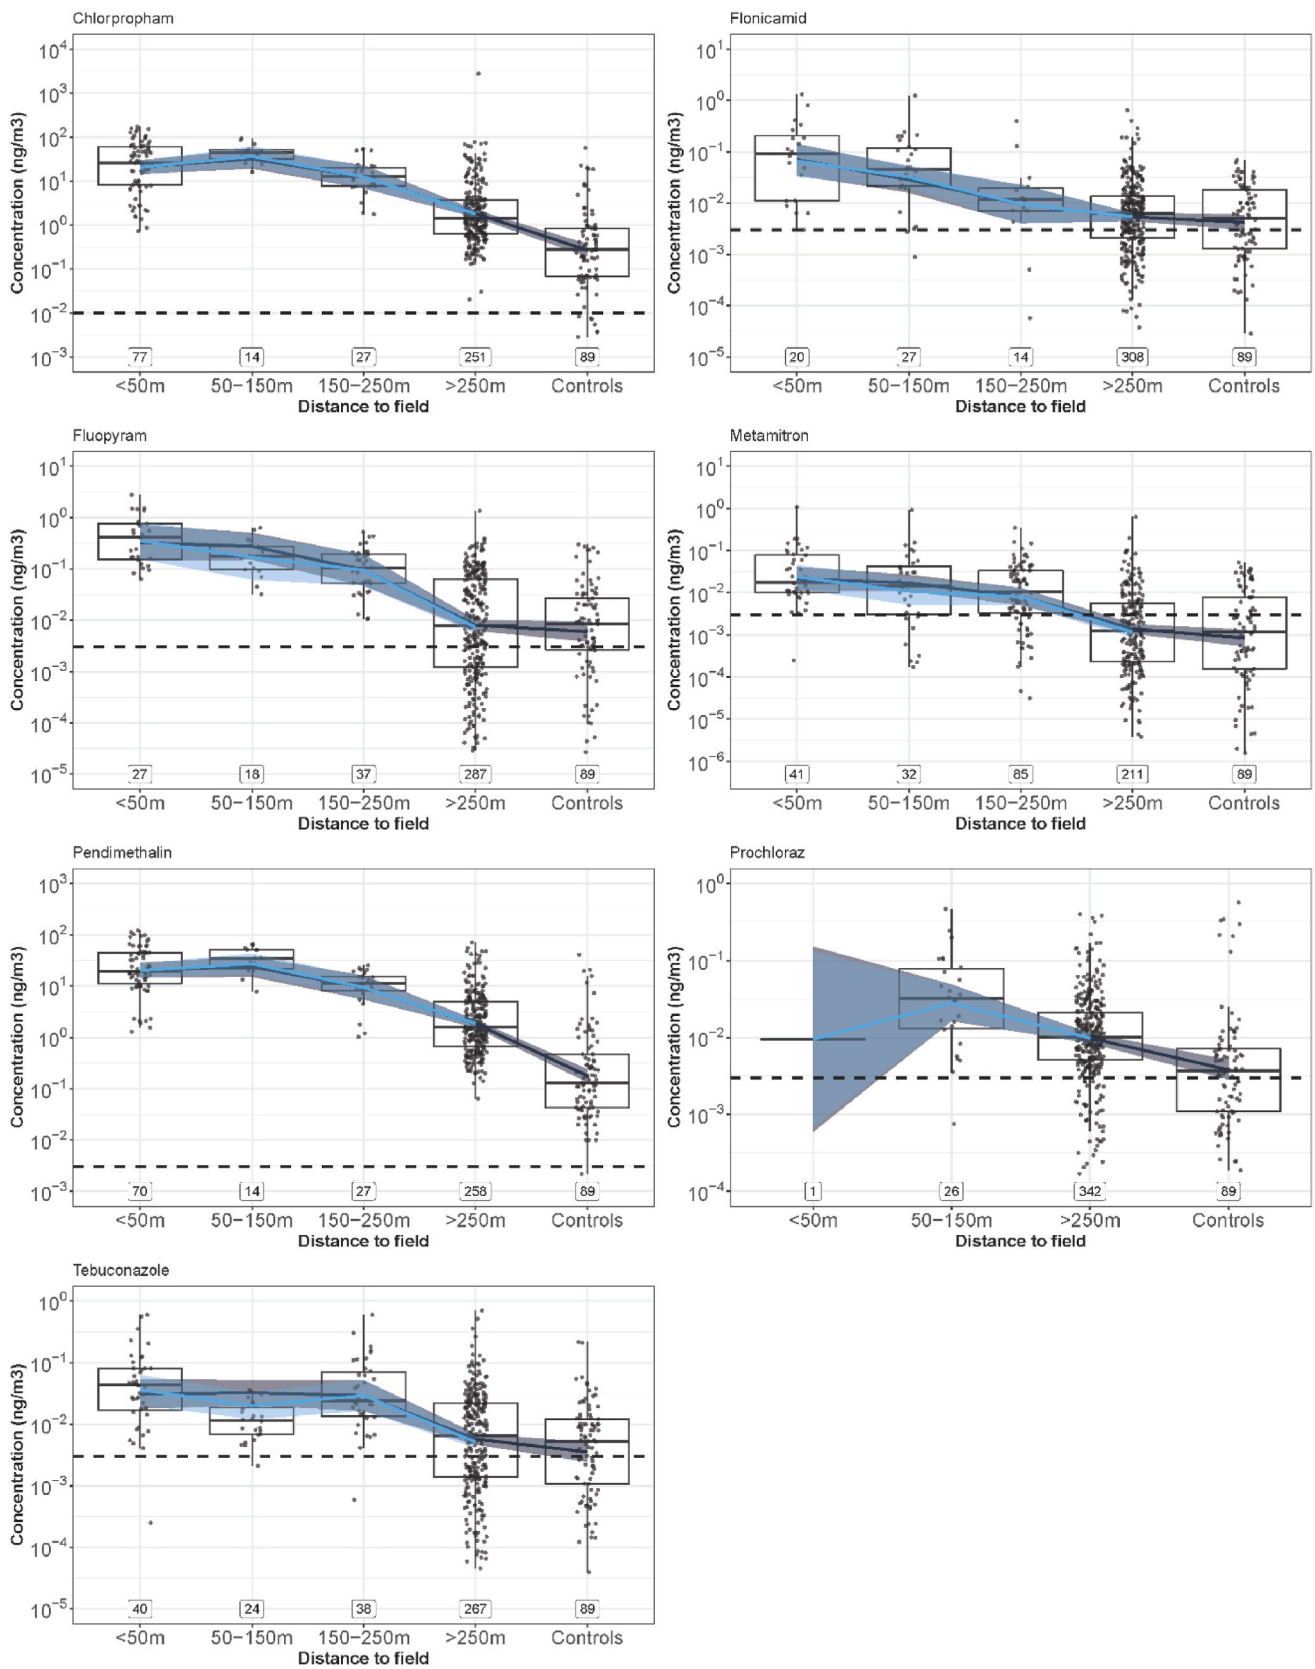 Chlorpropham
Concentration (ng/m3)
10^4
10^3
10^2
10^1
10^0
10^−1
10^−2
10^−3
77 14 27 251 89
<50m 50−150m 150−250m >250m Controls
Distance to field
Flonicamid
Concentration (ng/m3)
10^1
10^0
10^−1
10^−2
10^−3
10^−4
10^−5
20 27 14 308 89
<50m 50−150m 150−250m >250m Controls
Distance to field
Fluopyram
Concentration (ng/m3)
10^1
10^0
10^−1
10^−2
10^−3
10^−4
10^−5
27 18 37 287 89
<50m 50−150m 150−250m >250m Controls
Distance to field
Metamitron
Concentration (ng/m3)
10^1
10^0
10^−1
10^−2
10^−3
10^−4
10^−5
10^−6
41 32 85 211 89
<50m 50−150m 150−250m >250m Controls
Distance to field
Pendimethalin
Concentration (ng/m3)
10^3
10^2
10^1
10^0
10^−1
10^−2
10^−3
70 14 27 258 89
<50m 50−150m 150−250m >250m Controls
Distance to field
Prochloraz
Concentration (ng/m3)
10^0
10^−1
10^−2
10^−3
10^−4
1 26 342 89
<50m 50−150m >250m Controls
Distance to field
Tebuconazole
Concentration (ng/m3)
10^0
10^−1
10^−2
10^−3
10^−4
10^−5
40 24 38 267 89
<50m 50−150m 150−250m >250m Controls
Distance to field